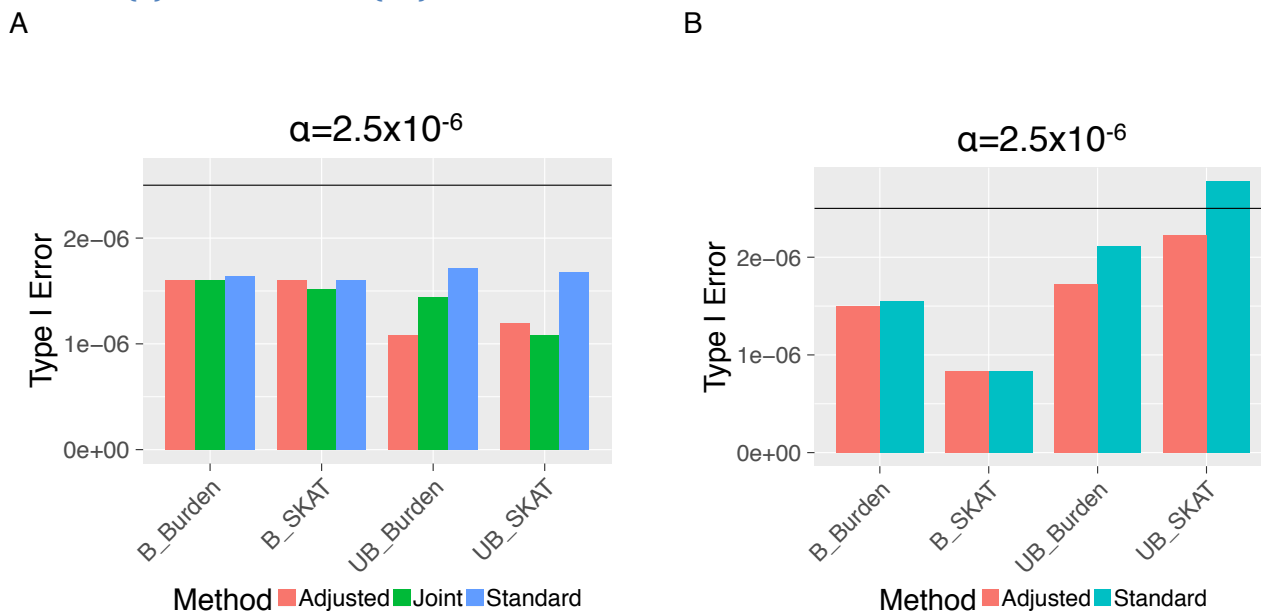 A
B
α=2.5x10-6
Type I Error
2e−06
1e−06
0e+00
B_Burden
B_SKAT
UB_Burden
UB_SKAT
Method Adjusted Joint Standard
α=2.5x10-6
Type I Error
2e−06
1e−06
0e+00
B_Burden
B_SKAT
UB_Burden
UB_SKAT
Method Adjusted Standard